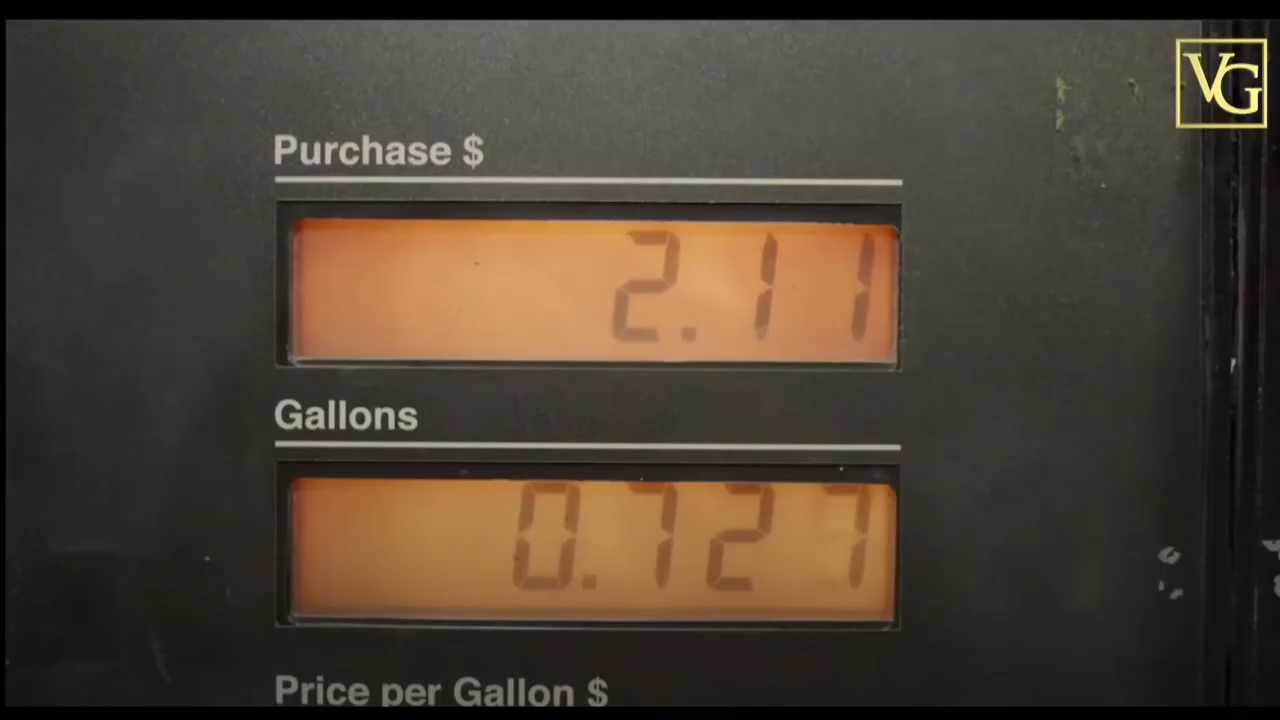 VG
Purchase $
2.11
Gallons
0.727
Price per Gallon $